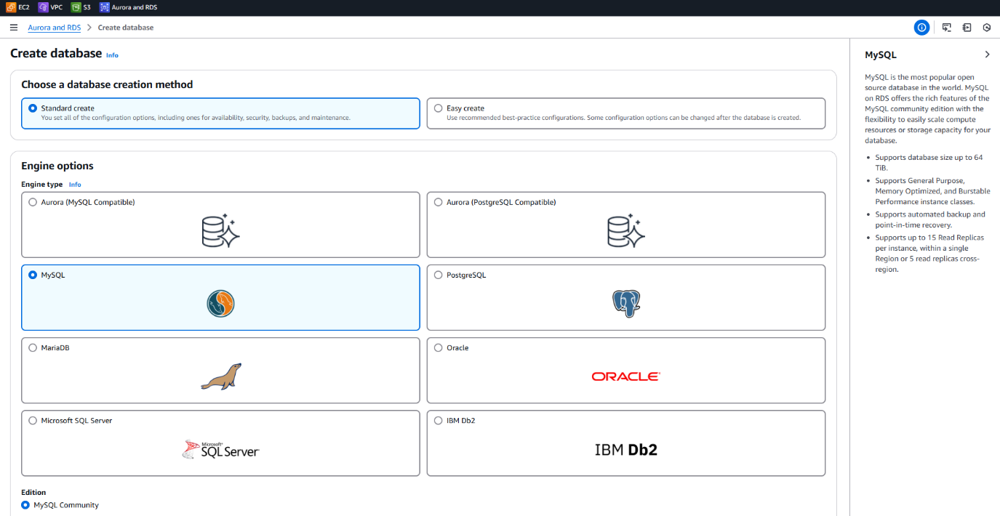 EC2 VPC S3 Aurora and RDS
Aurora and RDS Create database
Create database Info
Choose a database creation method
Standard create
You set all of the configuration options, including ones for availability, security, backups, and maintenance.
Easy create
Use recommended best-practice configurations. Some configuration options can be changed after the database is created.
Engine options
Engine type Info
Aurora (MySQL Compatible)
Aurora (PostgreSQL Compatible)
MySQL
PostgreSQL
MariaDB
Oracle
ORACLE
Microsoft SQL Server
Microsoft
SQL Server
IBM Db2
IBM Db2
Edition
MySQL Community
MySQL
MySQL is the most popular open
source database in the world. MySQL
on RDS offers the rich features of the
MySQL community edition with the
flexibility to easily scale compute
resources or storage capacity for your
database.
• Supports database size up to 64
TiB.
• Supports General Purpose,
Memory Optimized, and Burstable
Performance instance classes.
• Supports automated backup and
point-in-time recovery.
• Supports up to 15 Read Replicas
per instance, within a single
Region or 5 read replicas cross-
region.